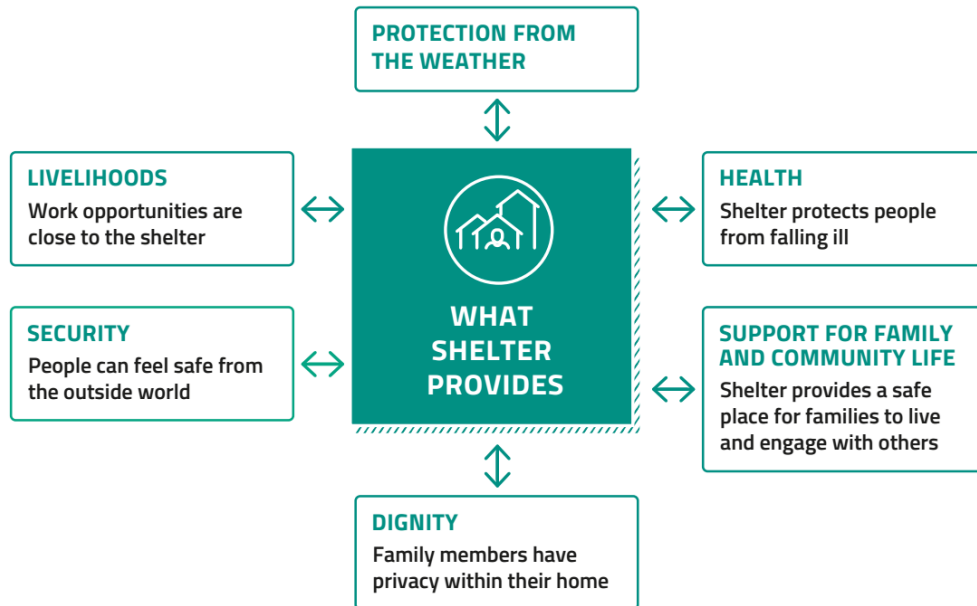 PROTECTION FROM
THE WEATHER
LIVELIHOODS
Work opportunities are
close to the shelter
HEALTH
Shelter protects people
from falling ill
WHAT
SHELTER
PROVIDES
SECURITY
People can feel safe from
the outside world
SUPPORT FOR FAMILY
AND COMMUNITY LIFE
Shelter provides a safe
place for families to live
and engage with others
DIGNITY
Family members have
privacy within their home